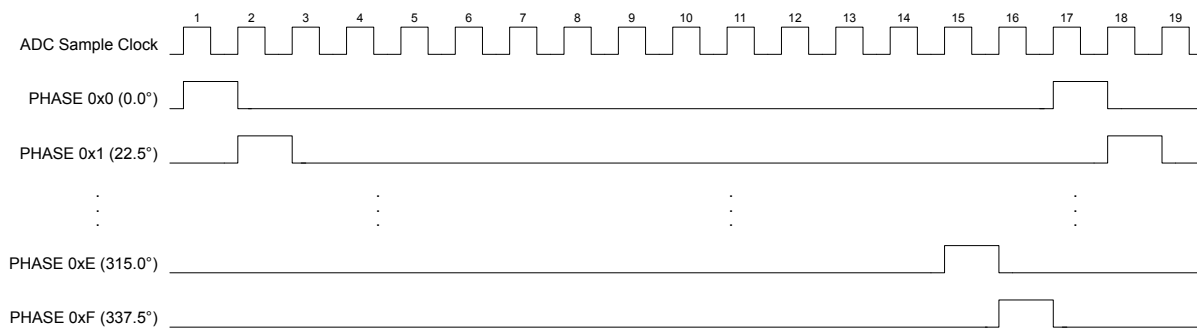 1 2 3 4 5 6 7 8 9 10 11 12 13 14 15 16 17 18 19
ADC Sample Clock
PHASE 0x0 (0.0°)
PHASE 0x1 (22.5°)
PHASE 0xE (315.0°)
PHASE 0xF (337.5°)